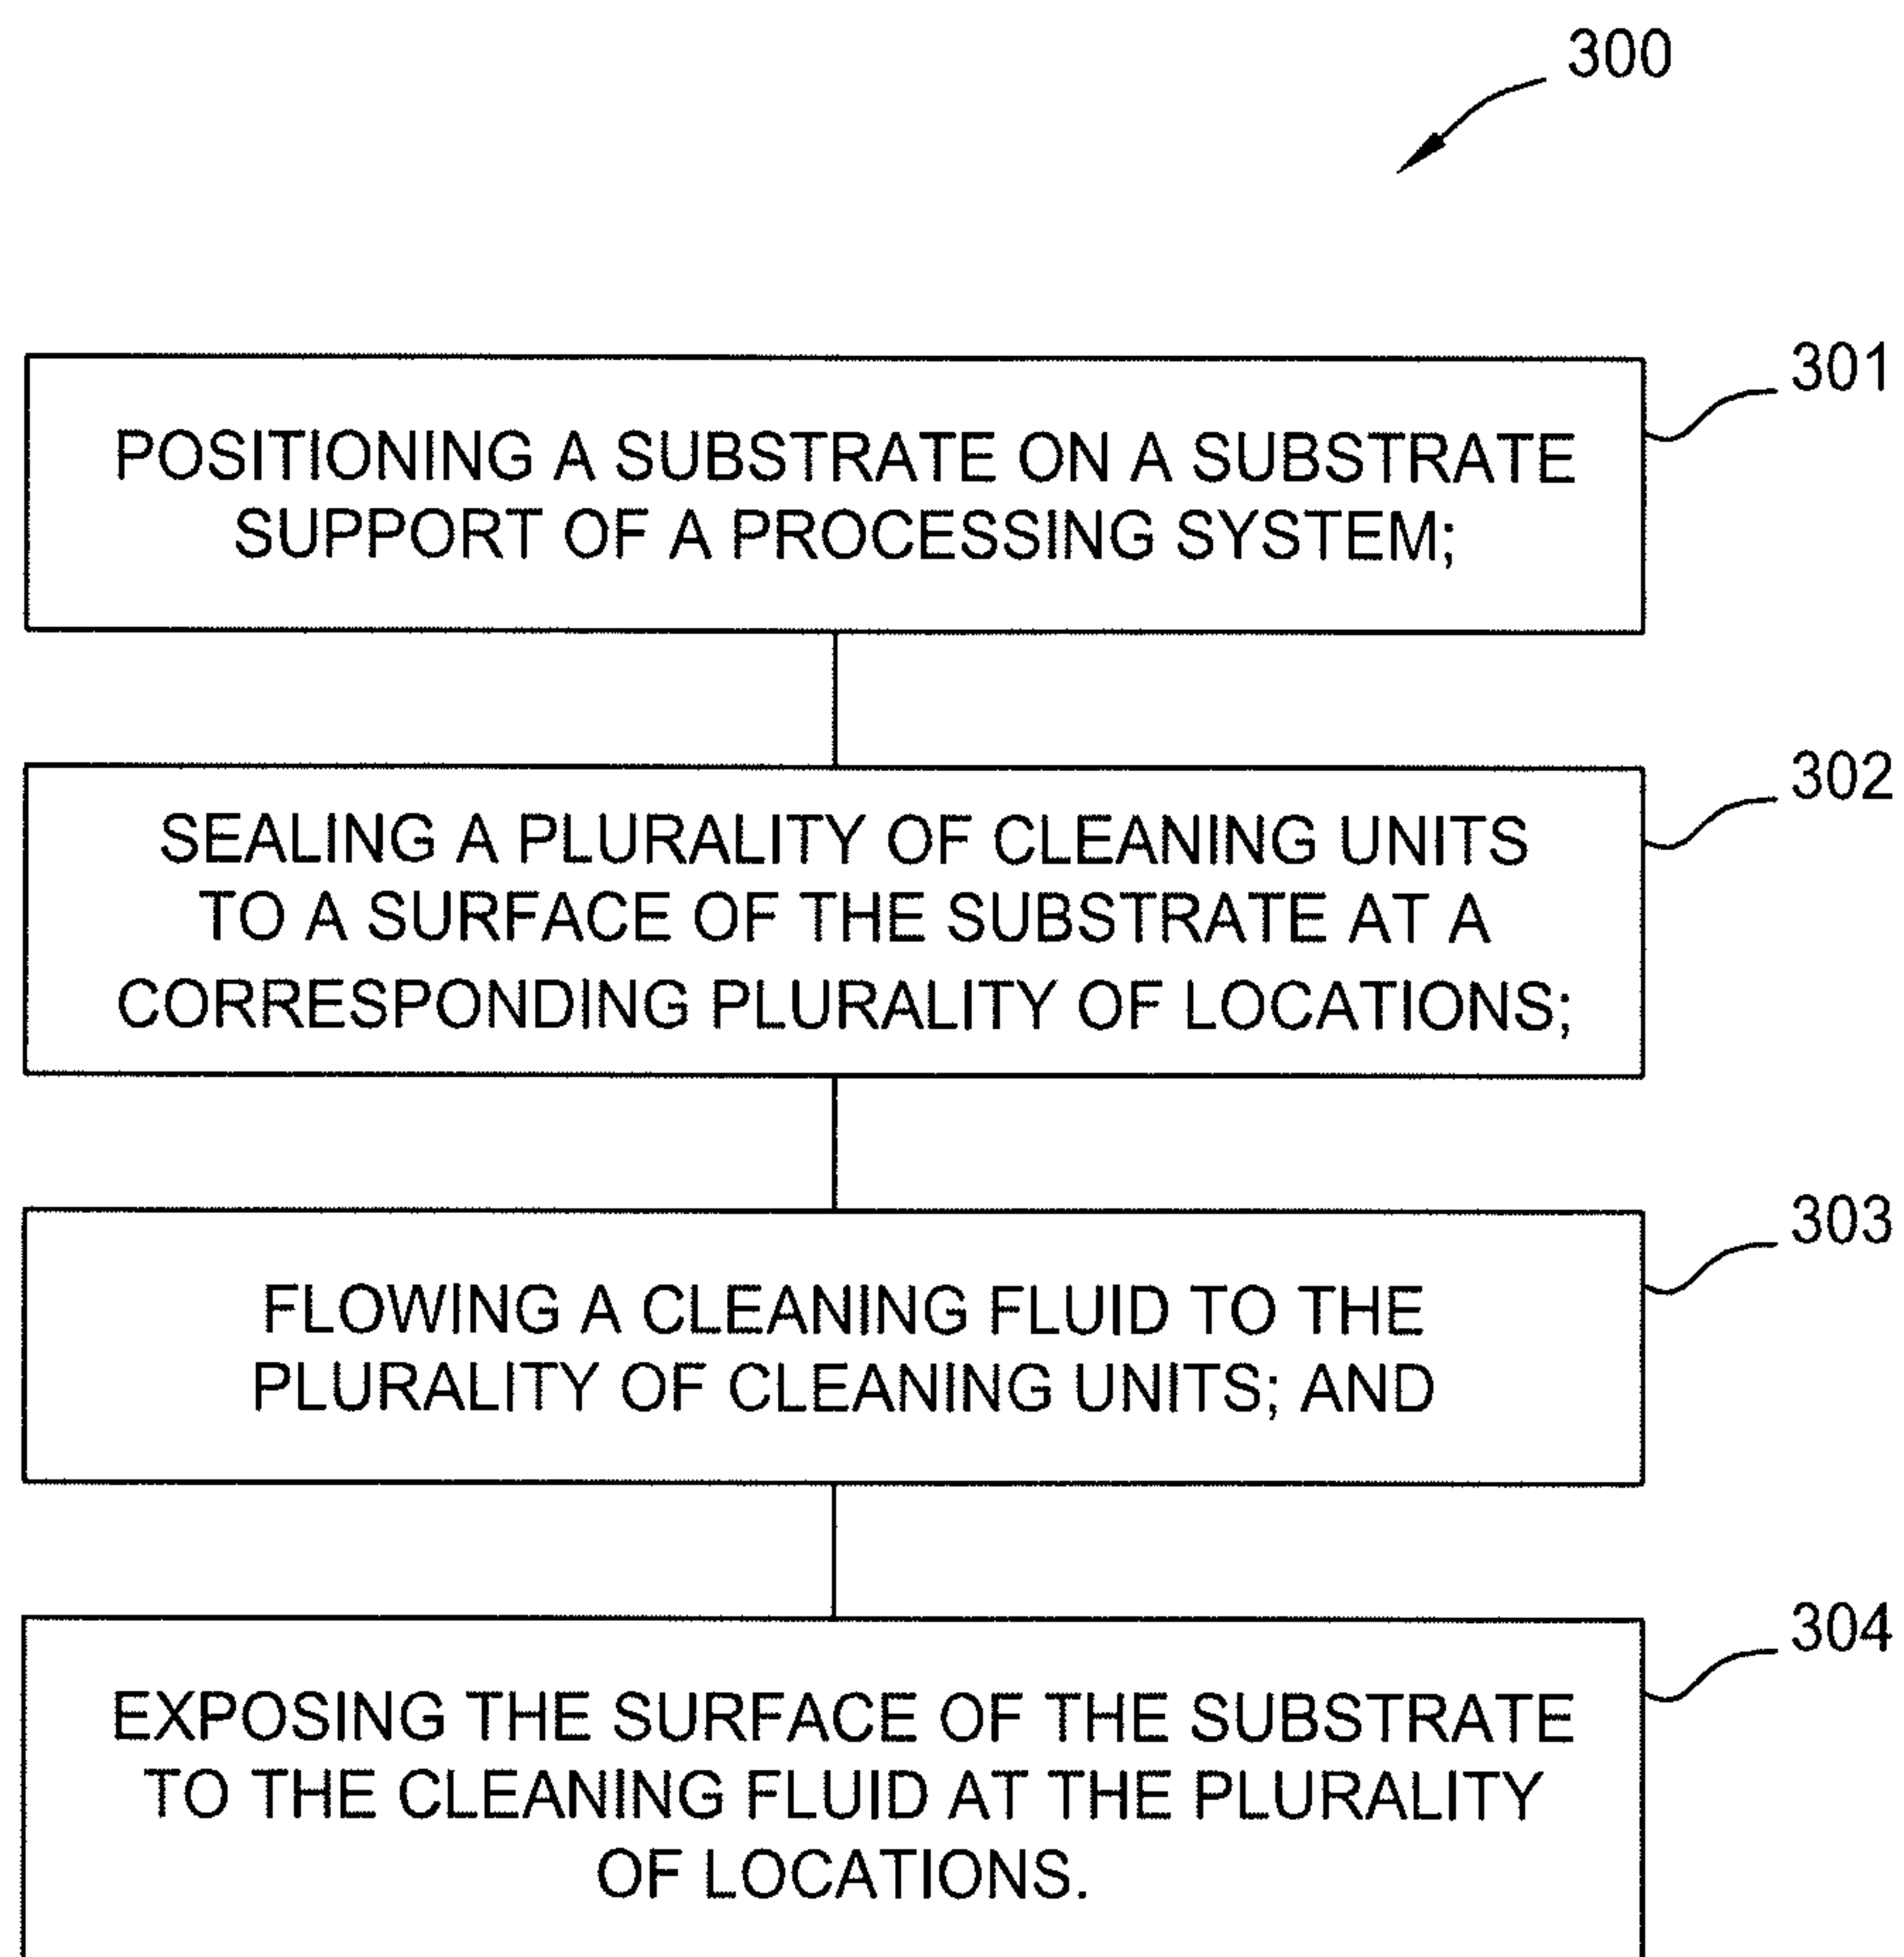 300
301
POSITIONING A SUBSTRATE ON A SUBSTRATE
SUPPORT OF A PROCESSING SYSTEM;
302
SEALING A PLURALITY OF CLEANING UNITS
TO A SURFACE OF THE SUBSTRATE AT A
CORRESPONDING PLURALITY OF LOCATIONS;
303
FLOWING A CLEANING FLUID TO THE
PLURALITY OF CLEANING UNITS; AND
304
EXPOSING THE SURFACE OF THE SUBSTRATE
TO THE CLEANING FLUID AT THE PLURALITY
OF LOCATIONS.